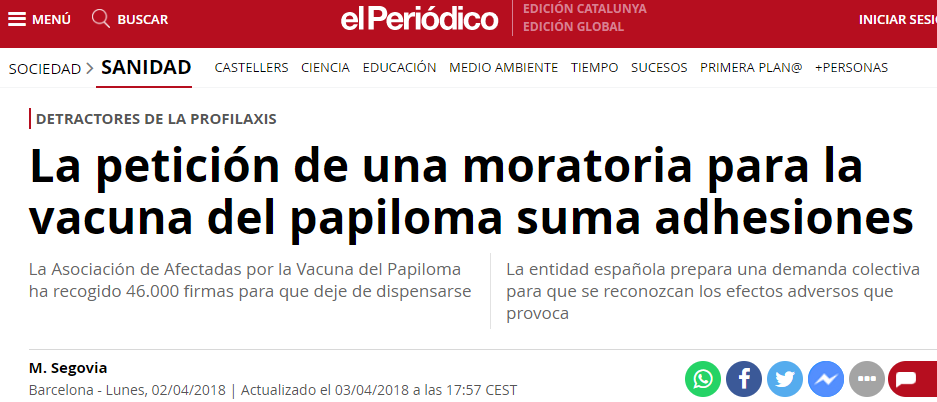 MENÚ BUSCAR elPeriódico EDICIÓN CATALUNYA
EDICIÓN GLOBAL
INICIAR SESI
SOCIEDAD > SANIDAD CASTELLERS CIENCIA EDUCACIÓN MEDIO AMBIENTE TIEMPO SUCESOS PRIMERA PLAN@ +PERSONAS
DETRACTORES DE LA PROFILAXIS
La petición de una moratoria para la
vacuna del papiloma suma adhesiones
La Asociación de Afectadas por la Vacuna del Papiloma
ha recogido 46.000 firmas para que deje de dispensarse
La entidad española prepara una demanda colectiva
para que se reconozcan los efectos adversos que
provoca
M. Segovia
Barcelona - Lunes, 02/04/2018 | Actualizado el 03/04/2018 a las 17:57 CEST